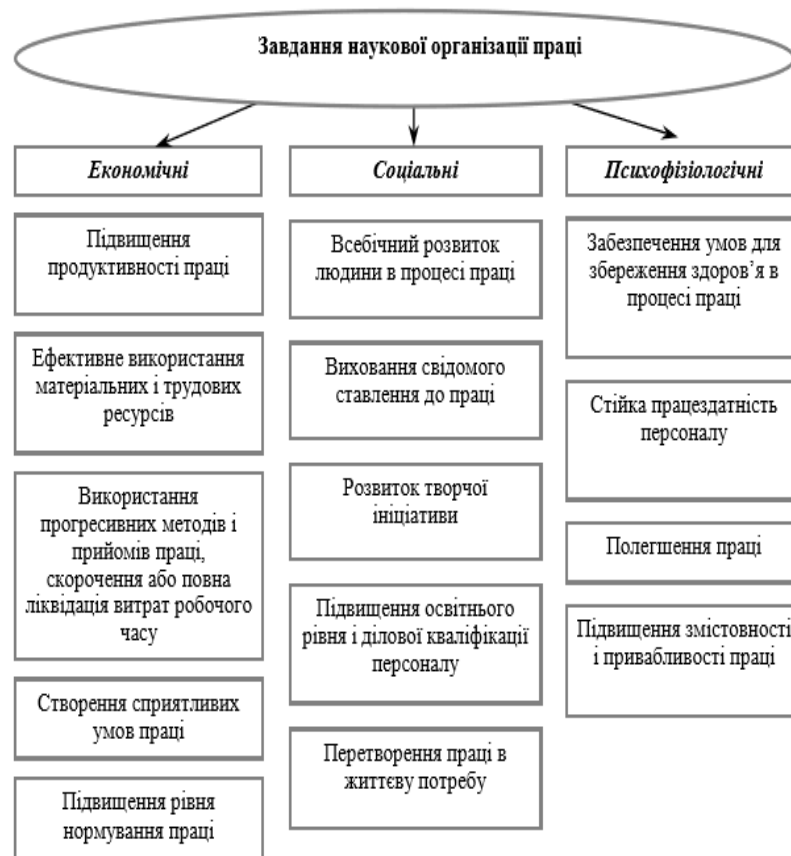 Завдання наукової організації праці
Економічні
Підвищення
продуктивності праці
Ефективне використання
матеріальних і трудових
ресурсів
Використання
прогресивних методів і
прийомів праці,
скорочення або повна
ліквідація витрат робочого
часу
Створення сприятливих
умов праці
Підвищення рівня
нормування праці
Соціальні
Всебічний розвиток
людини в процесі праці
Виховання свідомого
ставлення до праці
Розвиток творчої
ініціативи
Підвищення освітнього
рівня і ділової кваліфікації
персоналу
Перетворення праці в
життєву потребу
Психофізіологічні
Забезпечення умов для
збереження здоров’я в
процесі праці
Стійка працездатність
персоналу
Полегшення праці
Підвищення змістовності
і привабливості праці